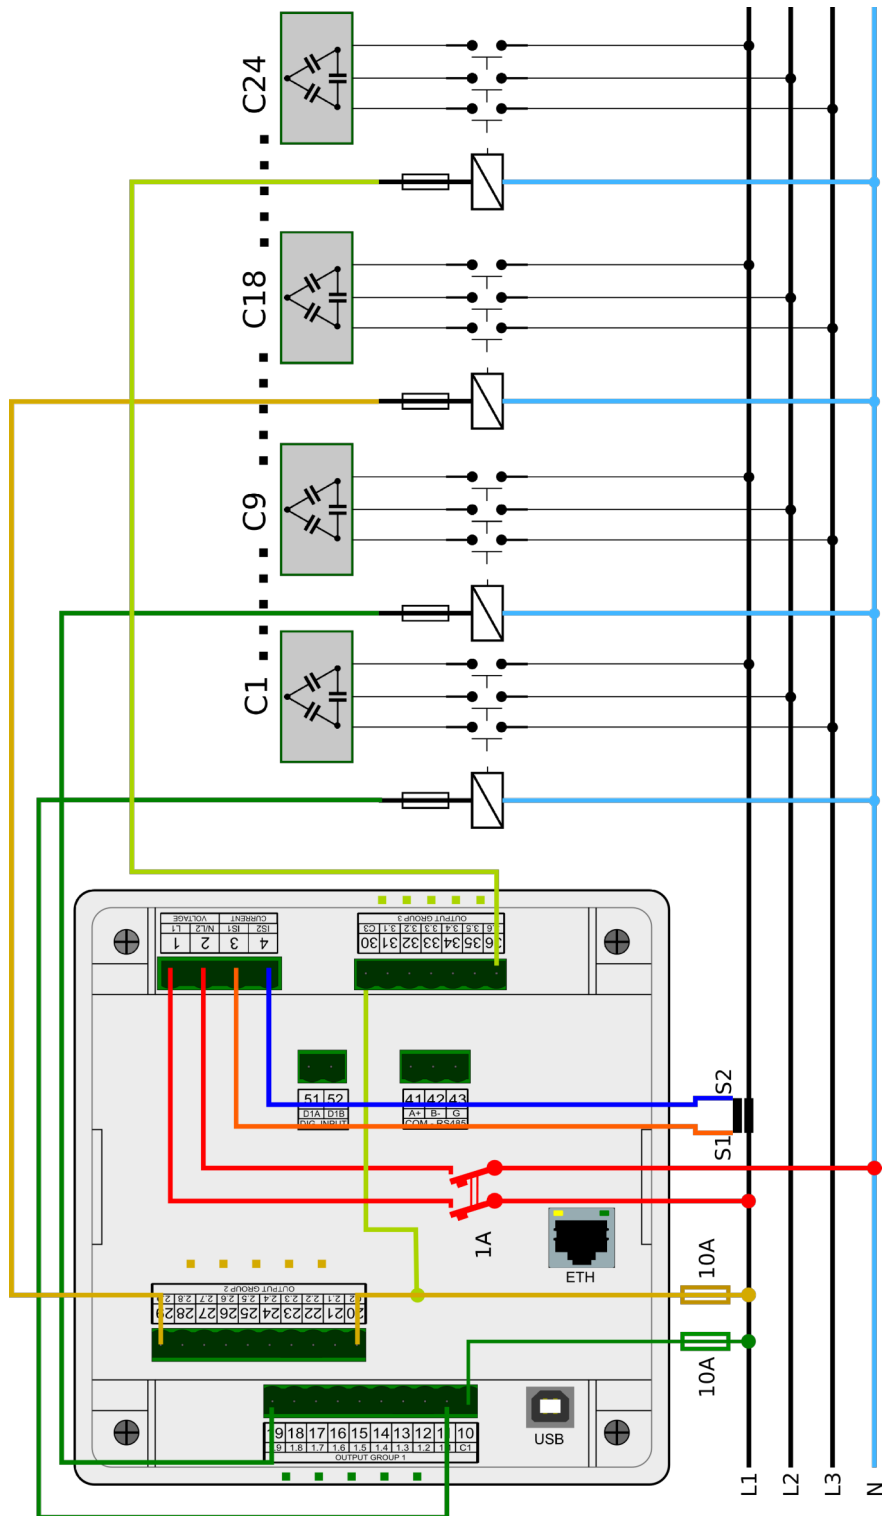 C24
C18
C9
C1
VOLTAGE
CURRENT
L1
N/L2
IS1
IS2
1
2
3
4
OUTPUT GROUP 3
C3 3.1 3.2 3.3 3.4 3.5 3.6
30 31 32 33 34 35 36
51 52
D1A D1B
DIG. INPUT
41 42 43
A+ B- G
COM - RS485
S2
S1
1A
ETH
10A
OUTPUT GROUP 2
2.8 2.7 2.6 2.5 2.4 2.3 2.2 2.1
29 28 27 26 25 24 23 22 21 20
10A
19 18 17 16 15 14 13 12 11 10
1.9 1.8 1.7 1.6 1.5 1.4 1.3 1.2 1.1 C1
OUTPUT GROUP 1
USB
L1
L2
L3
N